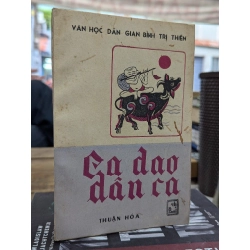 VĂN HỌC DÂN GIAN BÌNH TRỊ THIÊN
Ca dao
dân ca
THUẬN HÓA